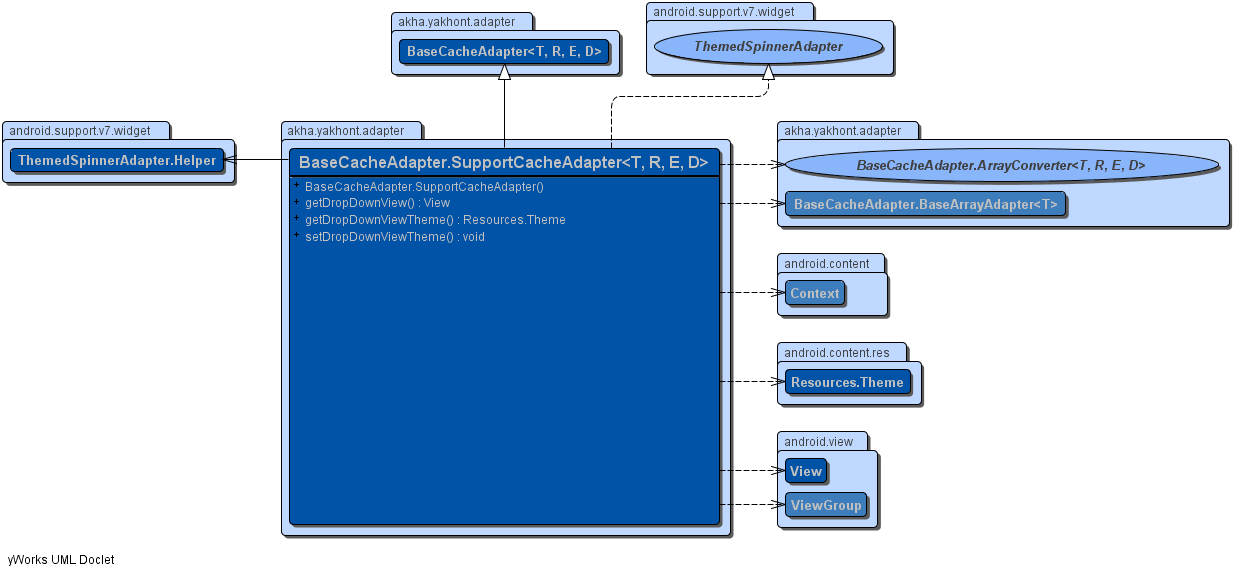 akha.yakhont.adapter
BaseCacheAdapter<T, R, E, D>
android.support.v7.widget
ThemedSpinnerAdapter
android.support.v7.widget
ThemedSpinnerAdapter.Helper
akha.yakhont.adapter
BaseCacheAdapter.SupportCacheAdapter<T, R, E, D>
+ BaseCacheAdapter.SupportCacheAdapter()
+ getDropDownView() : View
+ getDropDownViewTheme() : Resources.Theme
+ setDropDownViewTheme() : void
akha.yakhont.adapter
BaseCacheAdapter.ArrayConverter<T, R, E, D>
BaseCacheAdapter.BaseArrayAdapter<T>
android.content
Context
android.content.res
Resources.Theme
android.view
View
ViewGroup
yWorks UML Doclet